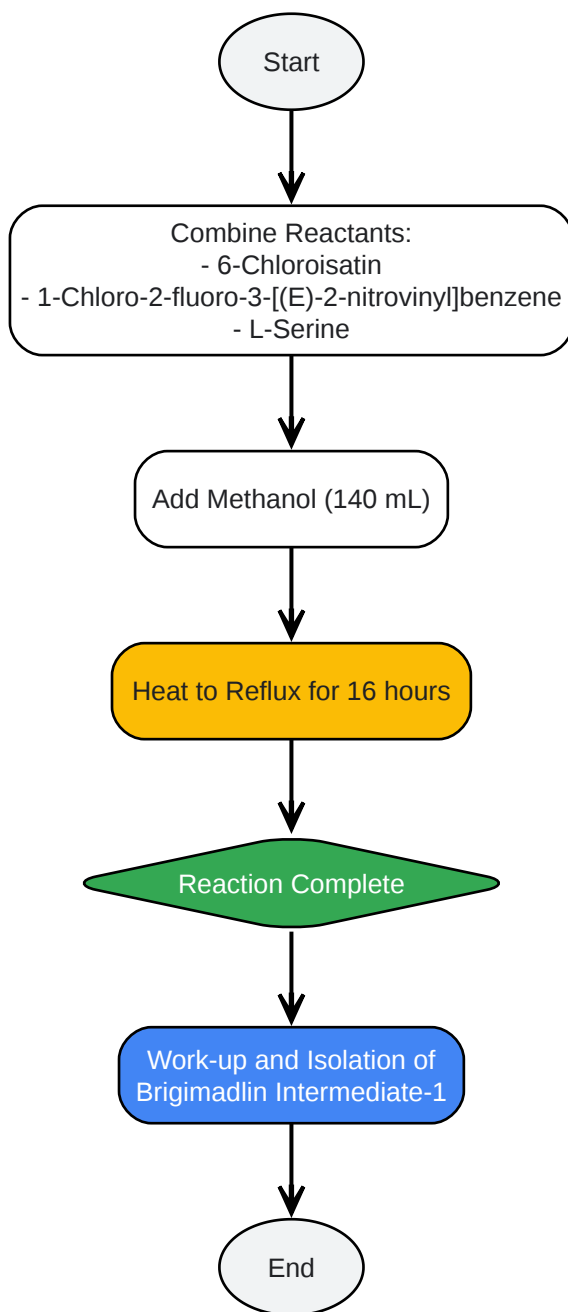 Start
Combine Reactants:
- 6-Chloroisatin
- 1-Chloro-2-fluoro-3-[(E)-2-nitrovinyl]benzene
- L-Serine
Add Methanol (140 mL)
Heat to Reflux for 16 hours
Reaction Complete
Work-up and Isolation of
Brigimadlin Intermediate-1
End